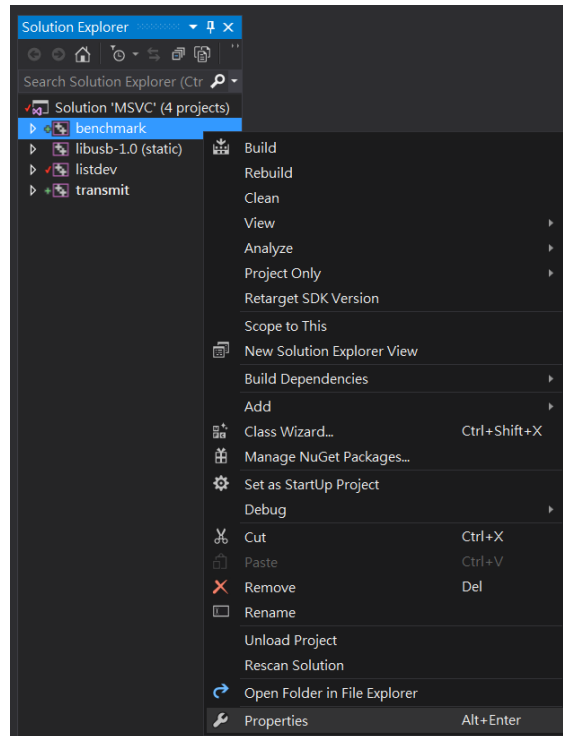 Solution Explorer
Search Solution Explorer (Ctr
Solution 'MSVC' (4 projects)
benchmark
libusb-1.0 (static)
listdev
transmit
Build
Rebuild
Clean
View
Analyze
Project Only
Retarget SDK Version
Scope to This
New Solution Explorer View
Build Dependencies
Add
Class Wizard... Ctrl+Shift+X
Manage NuGet Packages...
Set as StartUp Project
Debug
Cut Ctrl+X
Paste Ctrl+V
Remove Del
Rename
Unload Project
Rescan Solution
Open Folder in File Explorer
Properties Alt+Enter